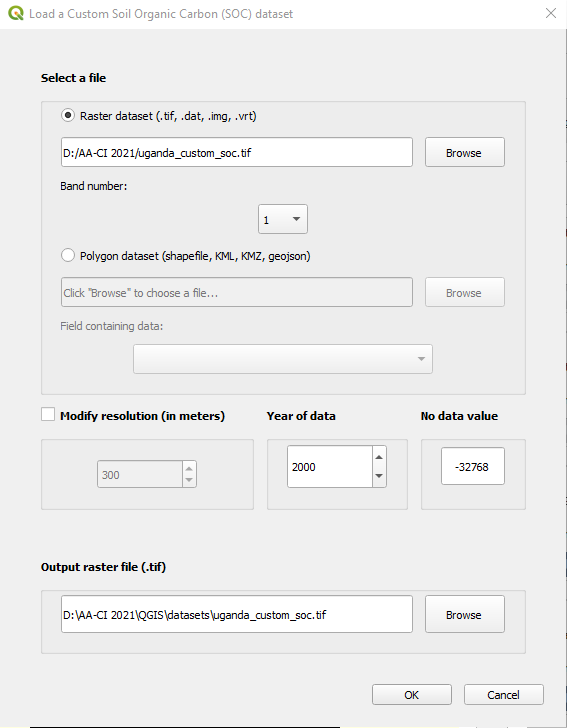 Load a Custom Soil Organic Carbon (SOC) dataset
Select a file
Raster dataset (.tif, .dat, .img, .vrt)
D:/AA-CI 2021/uganda_custom_soc.tif
Browse
Band number:
1
Polygon dataset (shapefile, KML, KMZ, geojson)
Click "Browse" to choose a file...
Browse
Field containing data:
Modify resolution (in meters)
Year of data
No data value
300
2000
-32768
Output raster file (.tif)
D:\AA-CI 2021\QGIS\datasets\uganda_custom_soc.tif
Browse
OK
Cancel